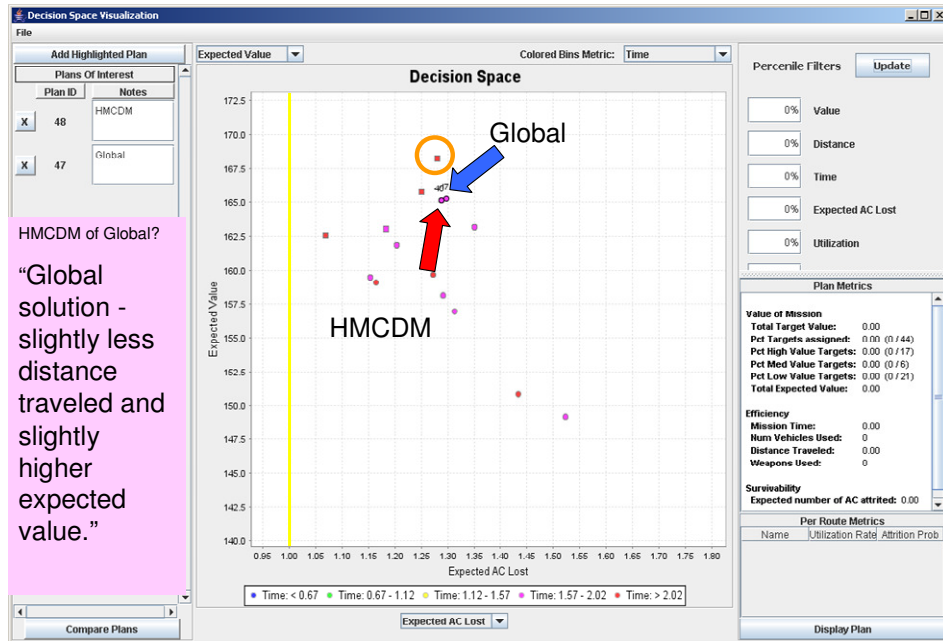 Decision Space Visualization
File
Add Highlighted Plan
Plans Of Interest
Plan ID Notes
X 48 HMCDM
X 47 Global
HMCDM of Global?
“Global
solution -
slightly less
distance
traveled and
slightly
higher
expected
value.”
Compare Plans
Expected Value
Colored Bins Metric: Time
Decision Space
Expected Value
172.5
170.0
167.5
165.0
162.5
160.0
157.5
155.0
152.5
150.0
147.5
145.0
142.5
140.0
Global
HMCDM
0.95 1.00 1.05 1.10 1.15 1.20 1.25 1.30 1.35 1.40 1.45 1.50 1.55 1.60 1.65 1.70 1.75 1.80
Expected AC Lost
Time: < 0.67 Time: 0.67 - 1.12 Time: 1.12 - 1.57 Time: 1.57 - 2.02 Time: > 2.02
Expected AC Lost
Percenile Filters Update
0% Value
0% Distance
0% Time
0% Expected AC Lost
0% Utilization
Plan Metrics
Value of Mission
Total Target Value: 0.00
Pct Targets assigned: 0.00 (0 / 44)
Pct High Value Targets: 0.00 (0 / 17)
Pct Med Value Targets: 0.00 (0 / 6)
Pct Low Value Targets: 0.00 (0 / 21)
Total Expected Value: 0.00
Efficiency
Mission Time: 0.00
Num Vehicles Used: 0
Distance Traveled: 0.00
Weapons Used: 0
Survivability
Expected number of AC attrited: 0.00
Per Route Metrics
Name Utilization Rate Attrition Prob
Display Plan